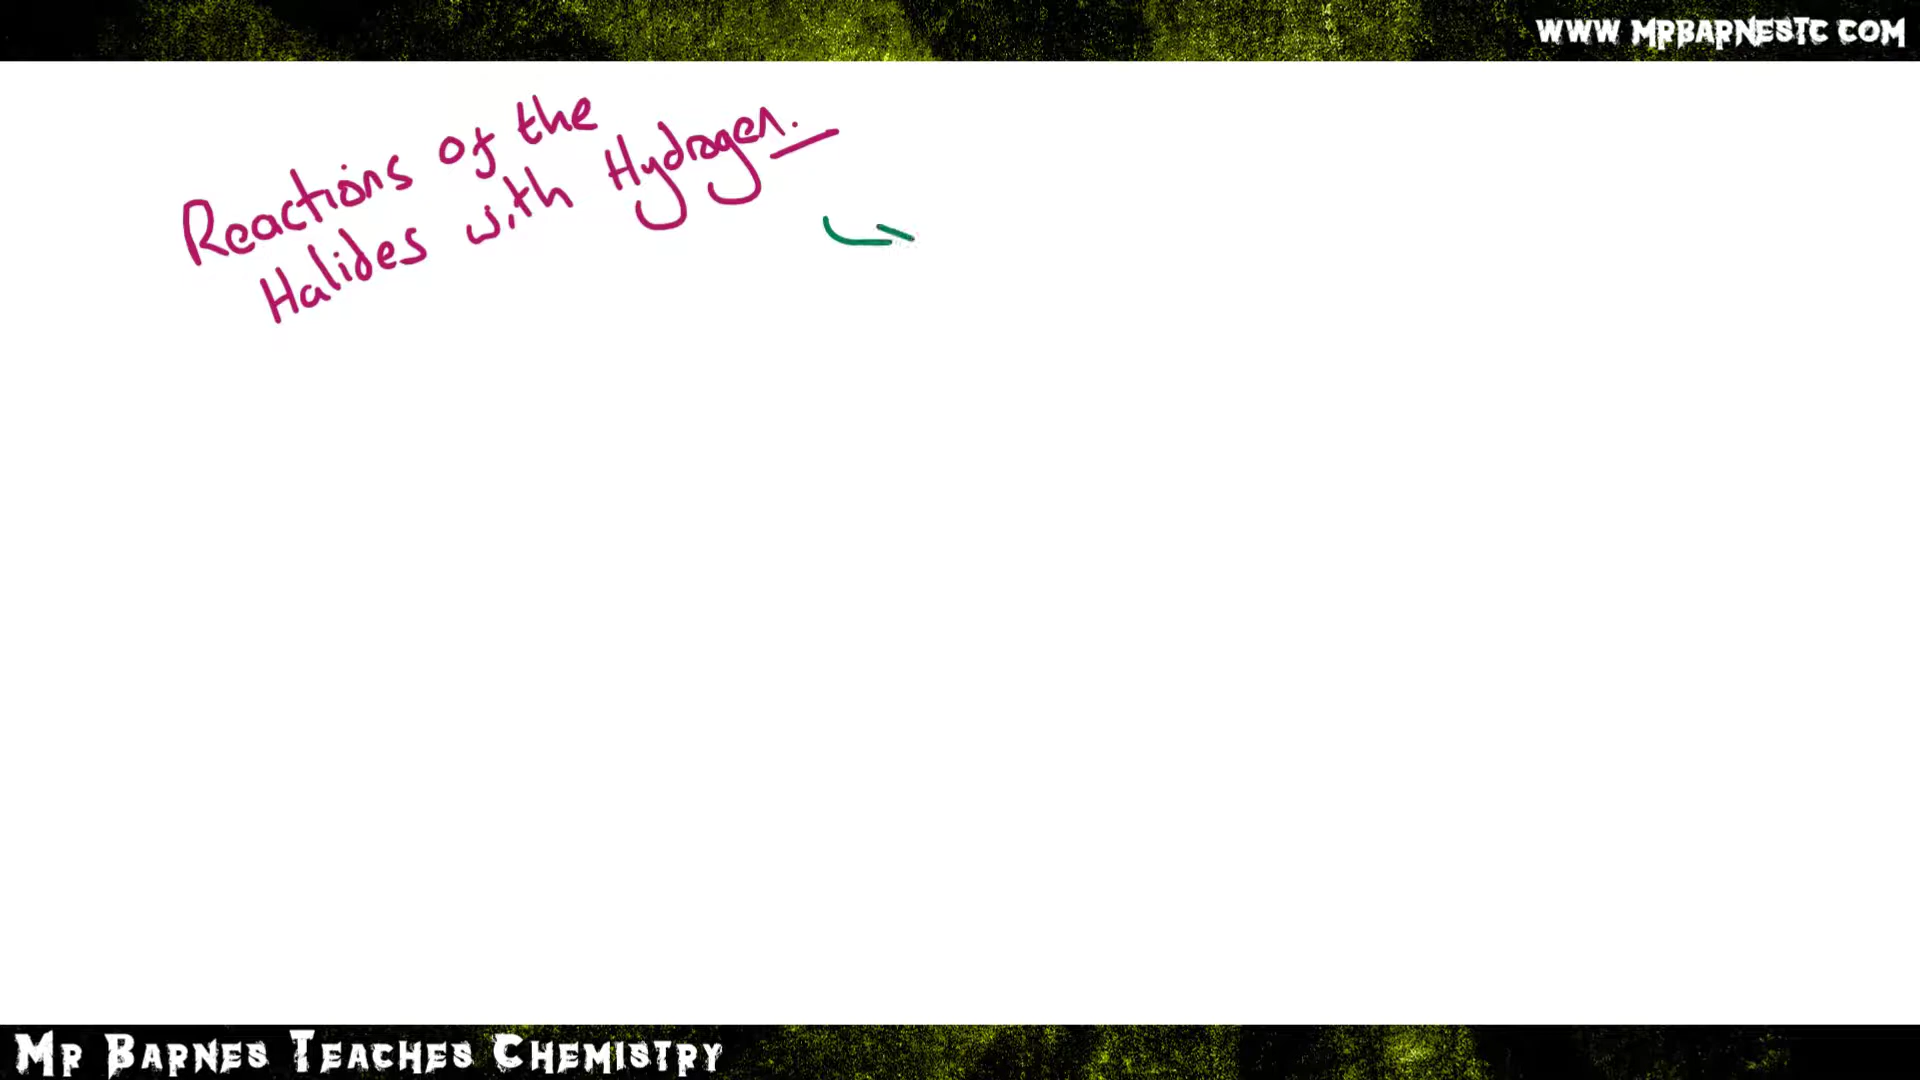 WWW MRBARNESTC COM
Reactions of the
Halides with Hydrogen.
MR BARNES TEACHES CHEMISTRY